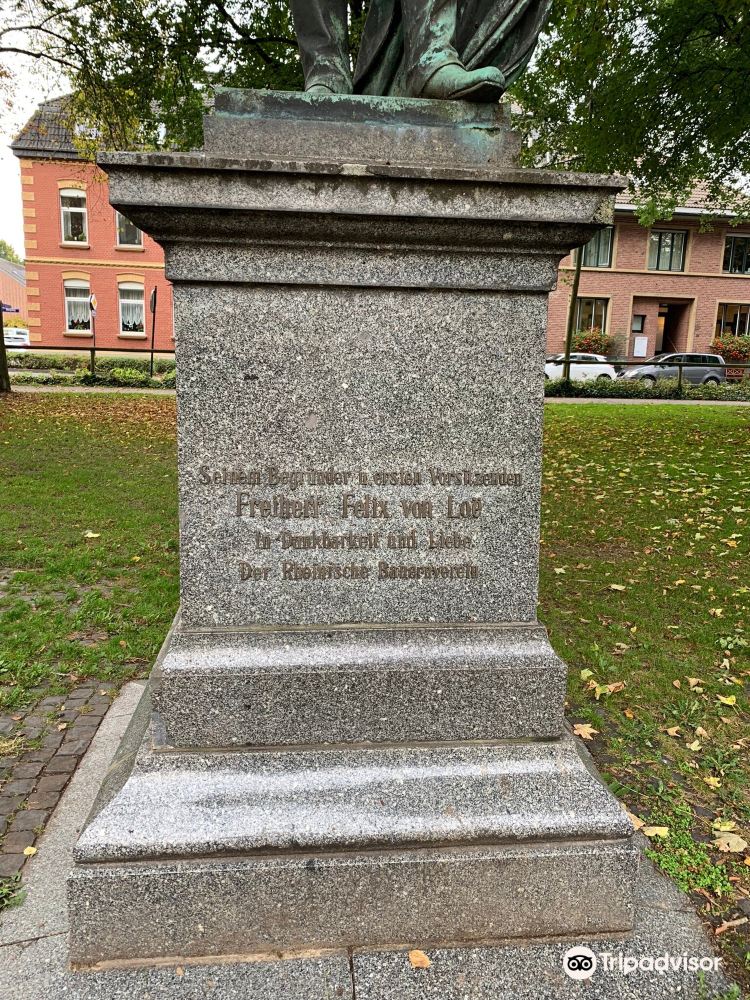 Seinem Begründer u. ersten Vorsitzenden
Freiherr Felix von Loë
In Dankbarkeit und Liebe.
Der Rheinische Bauernverein.
Tripadvisor